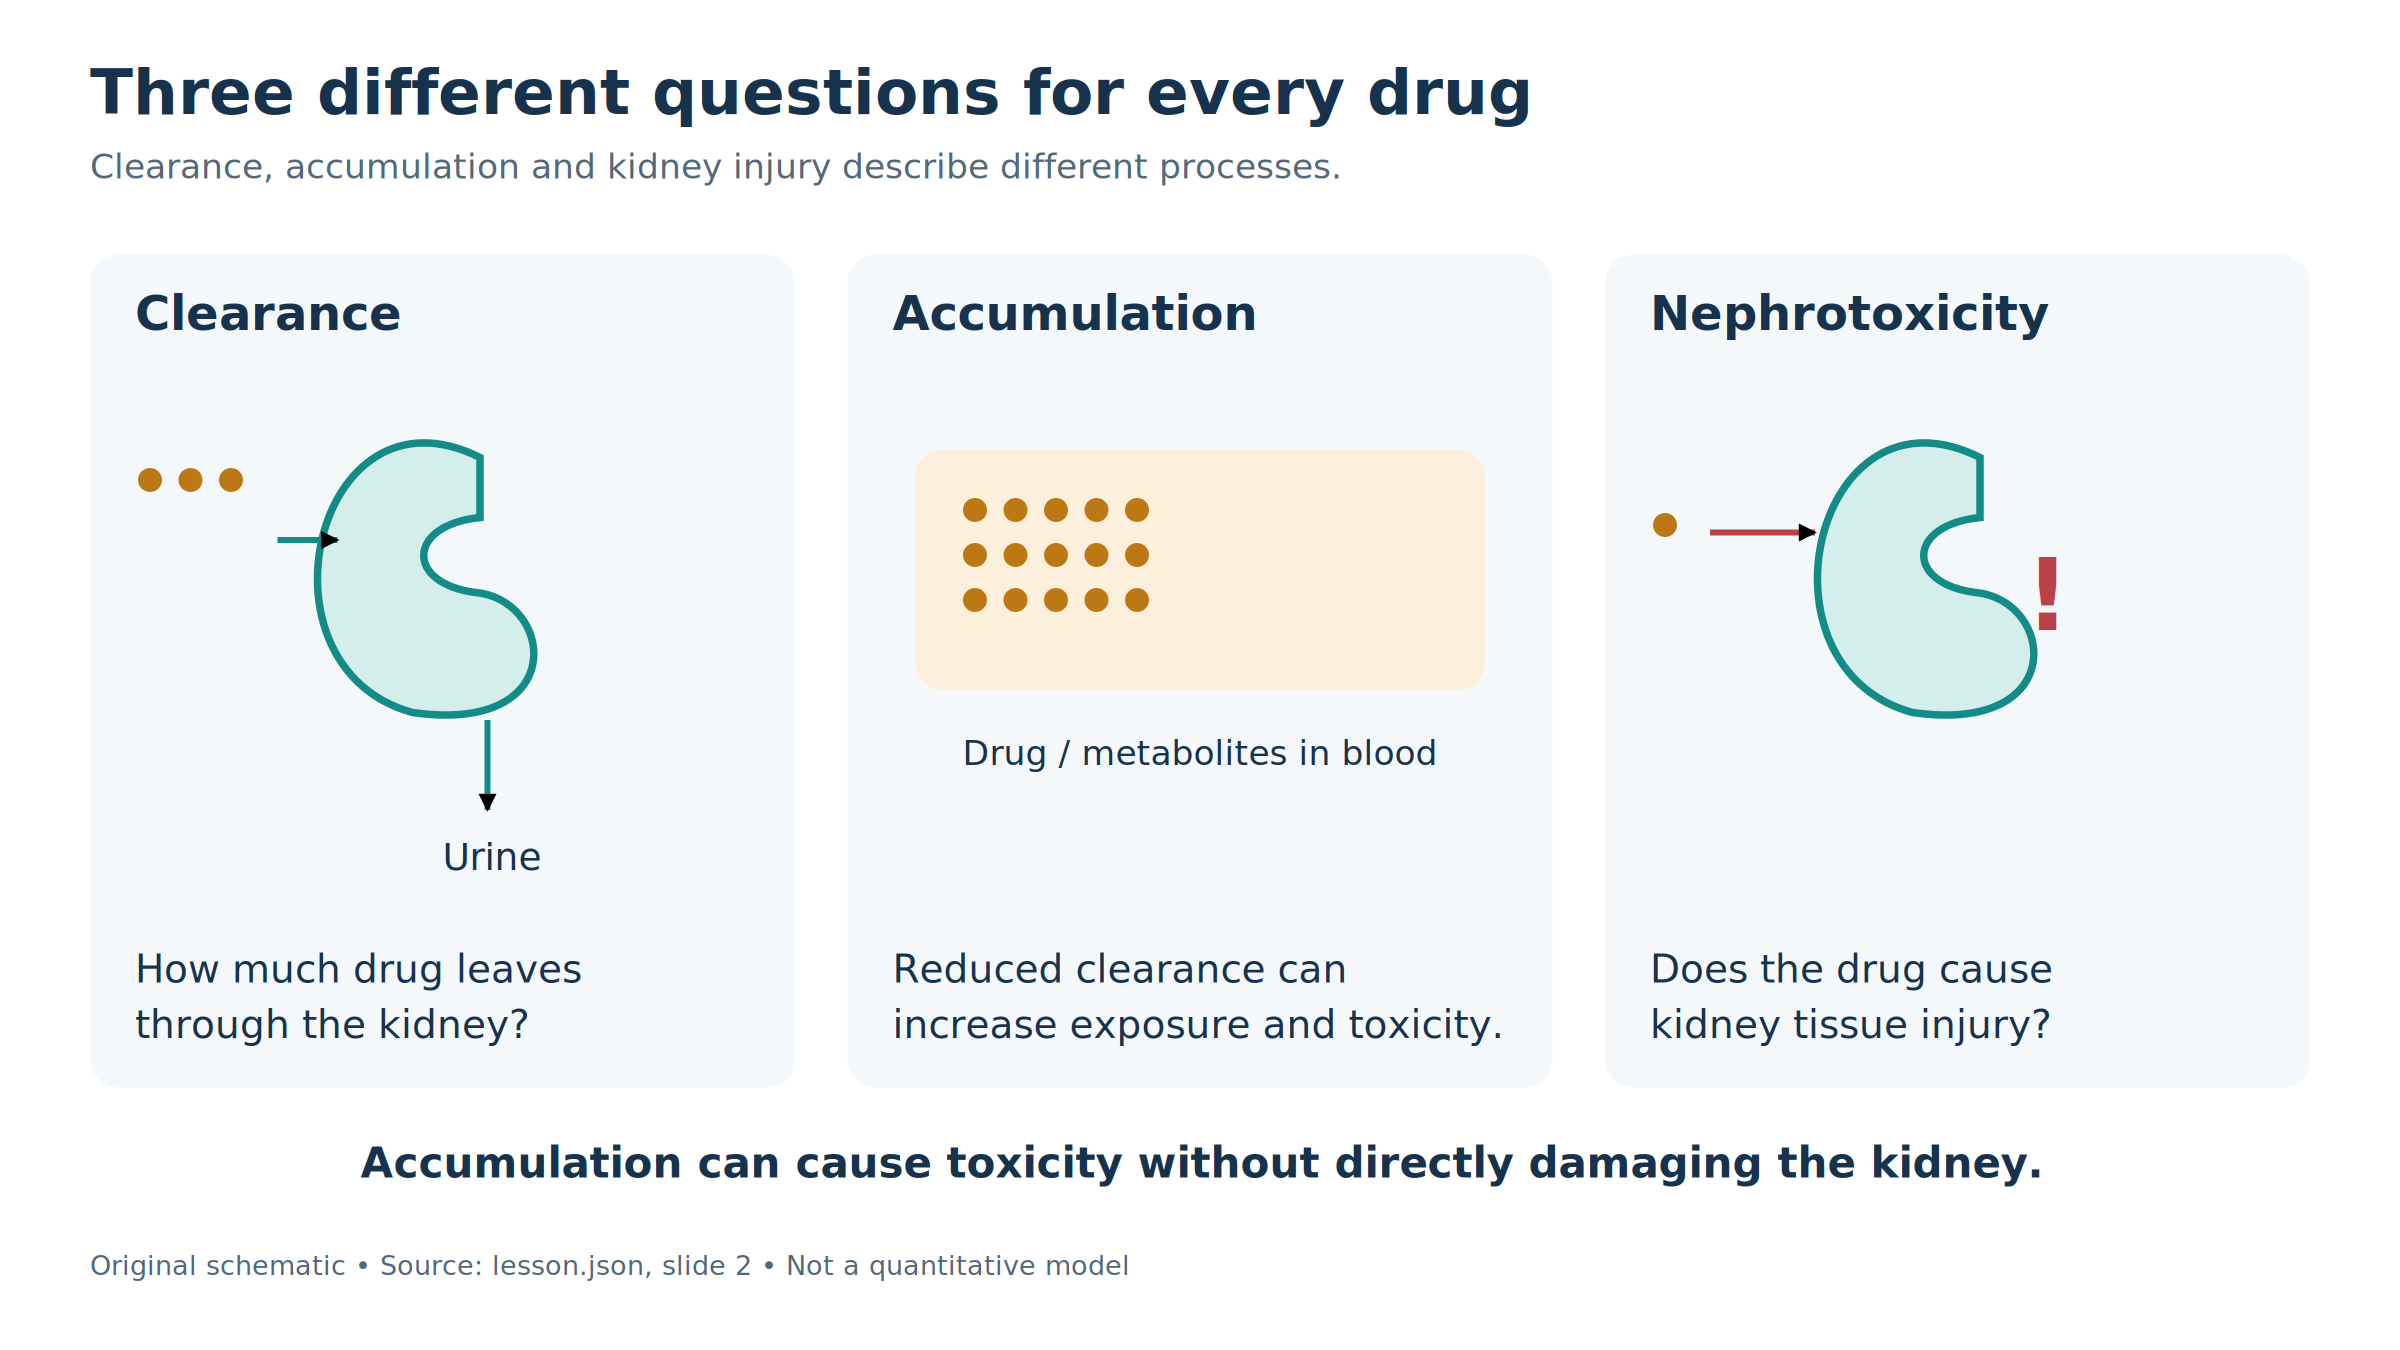 Three different questions for every drug
Clearance, accumulation and kidney injury describe different processes.
Clearance
Urine
How much drug leaves
through the kidney?
Accumulation
Drug / metabolites in blood
Reduced clearance can
increase exposure and toxicity.
Nephrotoxicity
!
Does the drug cause
kidney tissue injury?
Accumulation can cause toxicity without directly damaging the kidney.
Original schematic • Source: lesson.json, slide 2 • Not a quantitative model